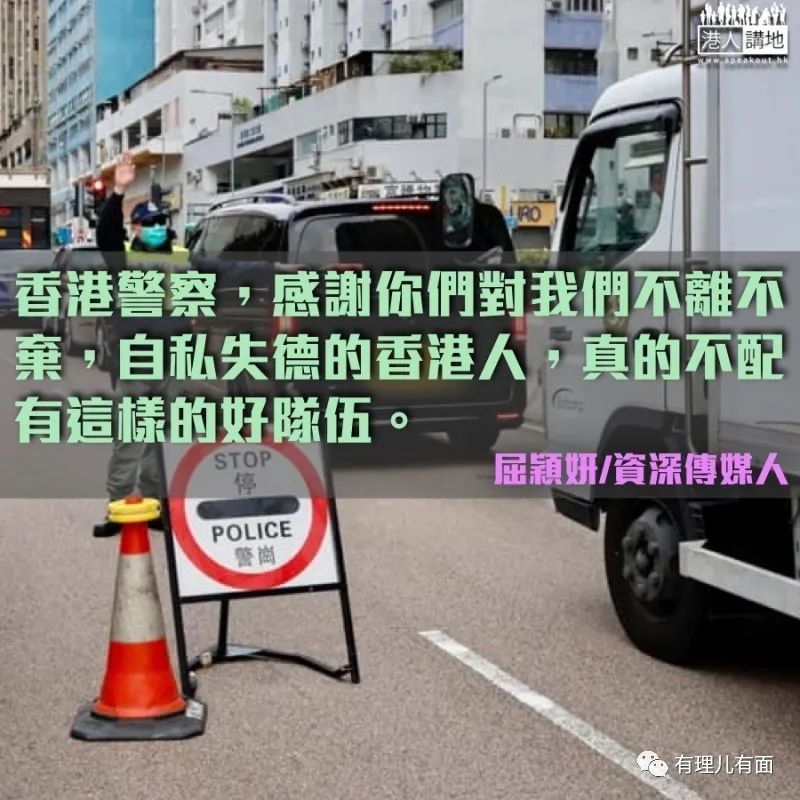 港人講地
www.speakout.hk
香港警察，感謝你們對我們不離不
棄，自私失德的香港人，真的不配
有這樣的好隊伍。
屈穎妍/資深傳媒人
STOP
停
POLICE
警崗
有理儿有面